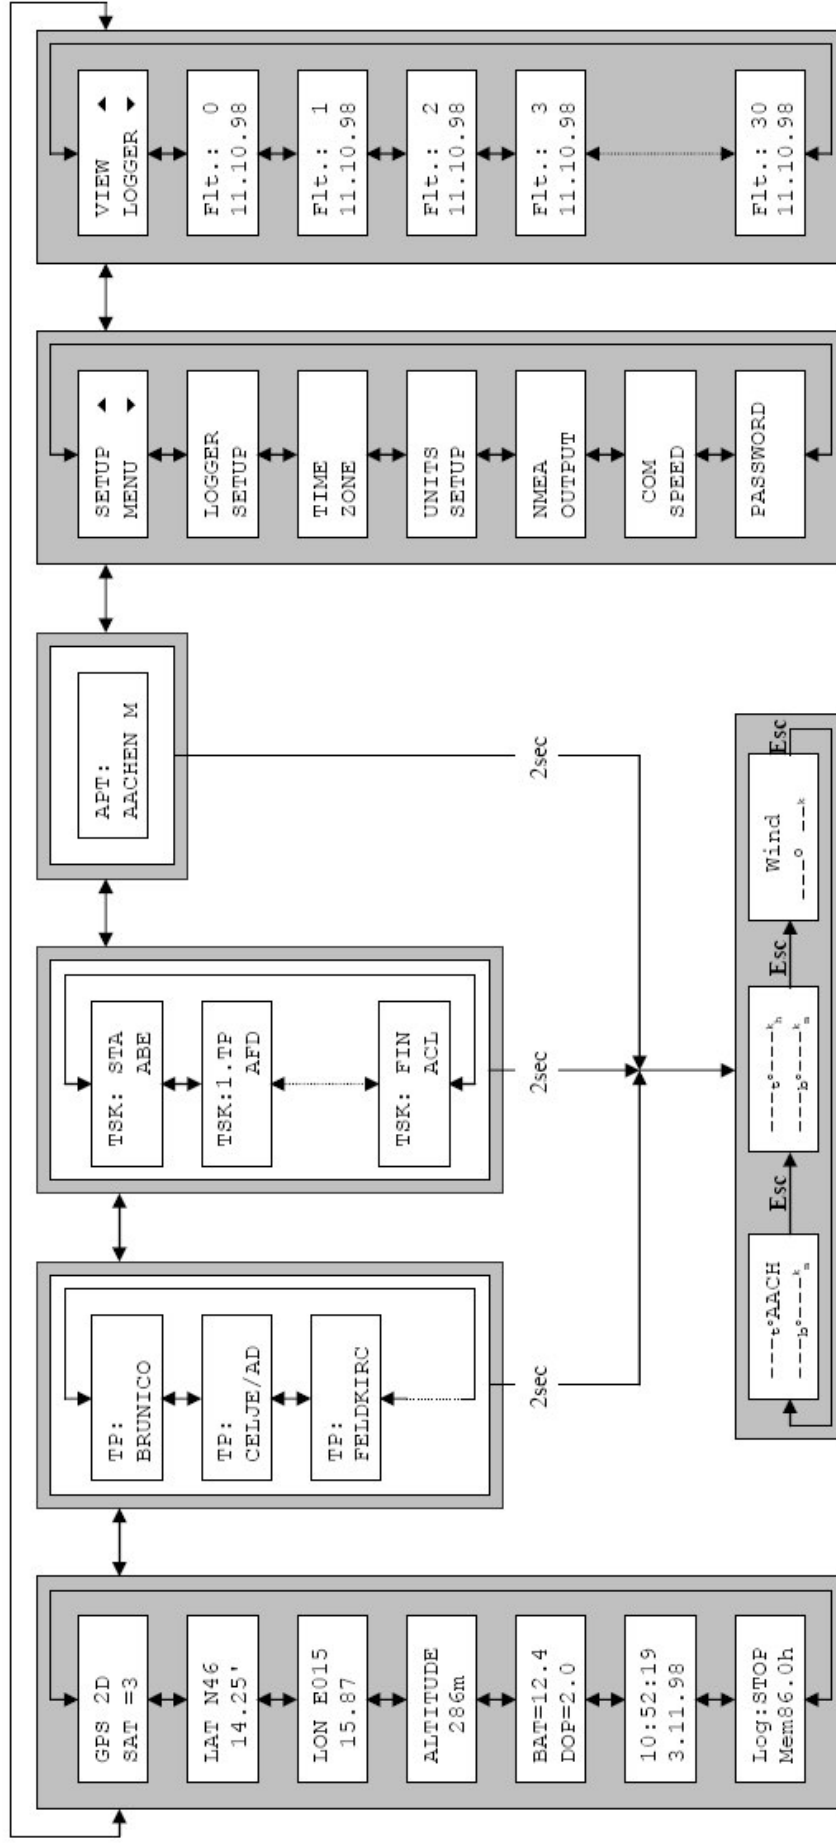 GPS 2D
SAT =3
LAT N46
14.25'
LON E015
15.87
ALTITUDE
286m
BAT=12.4
DOP=2.0
10:52:19
3.11.98
Log:STOP
Mem86.0h
TP:
BRUNICO
TP:
CELJE/AD
TP:
FELDKIRC
2sec
TSK: STA
ABE
TSK:1.TP
AFD
TSK: FIN
ACL
2sec
APT:
AACHEN M
2sec
---t°AACH
---b°---km
Esc
---t°---kh
---b°---km
Esc
Wind
---° --k
Esc
SETUP ▲
MENU ▼
LOGGER
SETUP
TIME
ZONE
UNITS
SETUP
NMEA
OUTPUT
COM
SPEED
PASSWORD
VIEW ▲
LOGGER ▼
Flt.: 0
11.10.98
Flt.: 1
11.10.98
Flt.: 2
11.10.98
Flt.: 3
11.10.98
Flt.: 30
11.10.98